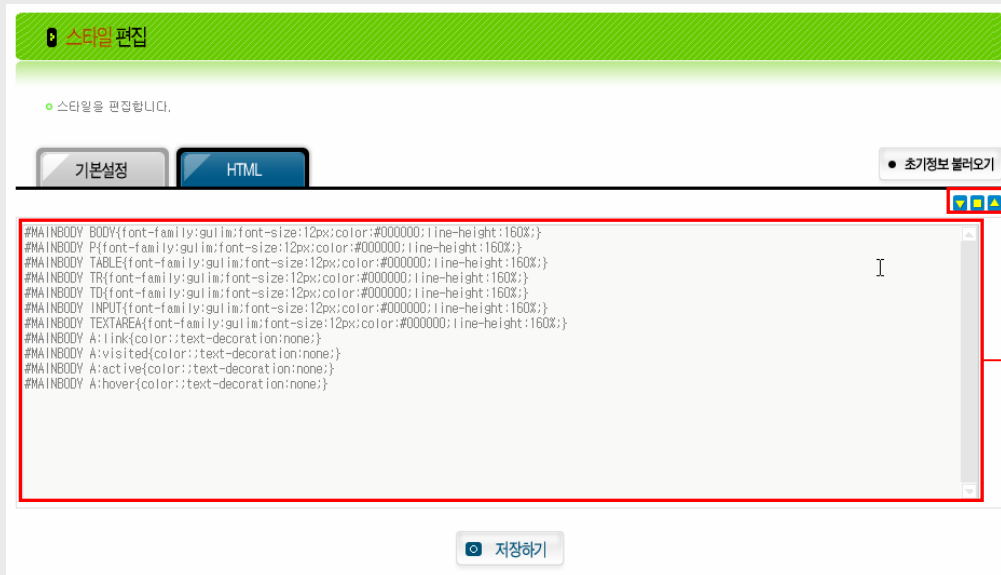 스타일 편집
스타일을 편집합니다.
기본설정
HTML
초기정보 불러오기
#MAINBODY BODY{font-family:gulim;font-size:12px;color:#000000;line-height:160%;}
#MAINBODY P{font-family:gulim;font-size:12px;color:#000000;line-height:160%;}
#MAINBODY TABLE{font-family:gulim;font-size:12px;color:#000000;line-height:160%;}
#MAINBODY TR{font-family:gulim;font-size:12px;color:#000000;line-height:160%;}
#MAINBODY TD{font-family:gulim;font-size:12px;color:#000000;line-height:160%;}
#MAINBODY INPUT{font-family:gulim;font-size:12px;color:#000000;line-height:160%;}
#MAINBODY TEXTAREA{font-family:gulim;font-size:12px;color:#000000;line-height:160%;}
#MAINBODY A:link{color:;text-decoration:none;}
#MAINBODY A:visited{color:;text-decoration:none;}
#MAINBODY A:active{color:;text-decoration:none;}
#MAINBODY A:hover{color:;text-decoration:none;}
저장하기